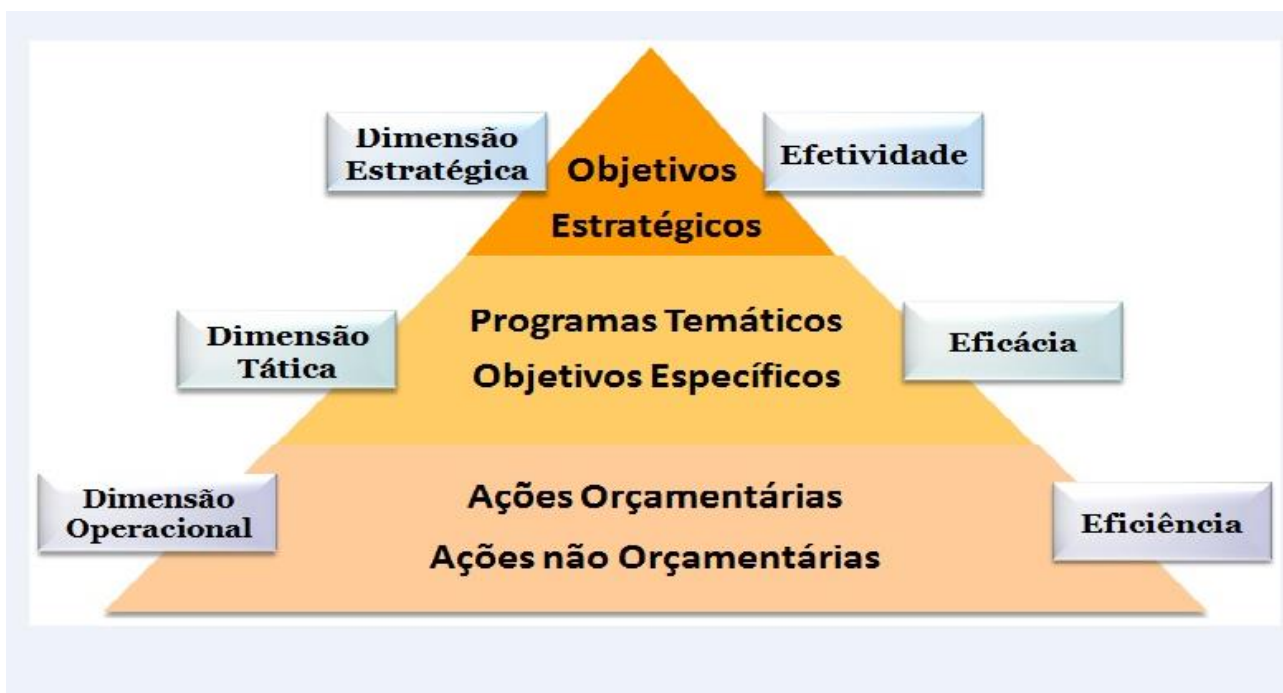 Dimensão
Estratégica
Objetivos
Estratégicos
Efetividade
Dimensão
Tática
Programas Temáticos
Objetivos Específicos
Eficácia
Dimensão
Operacional
Ações Orçamentárias
Ações não Orçamentárias
Eficiência